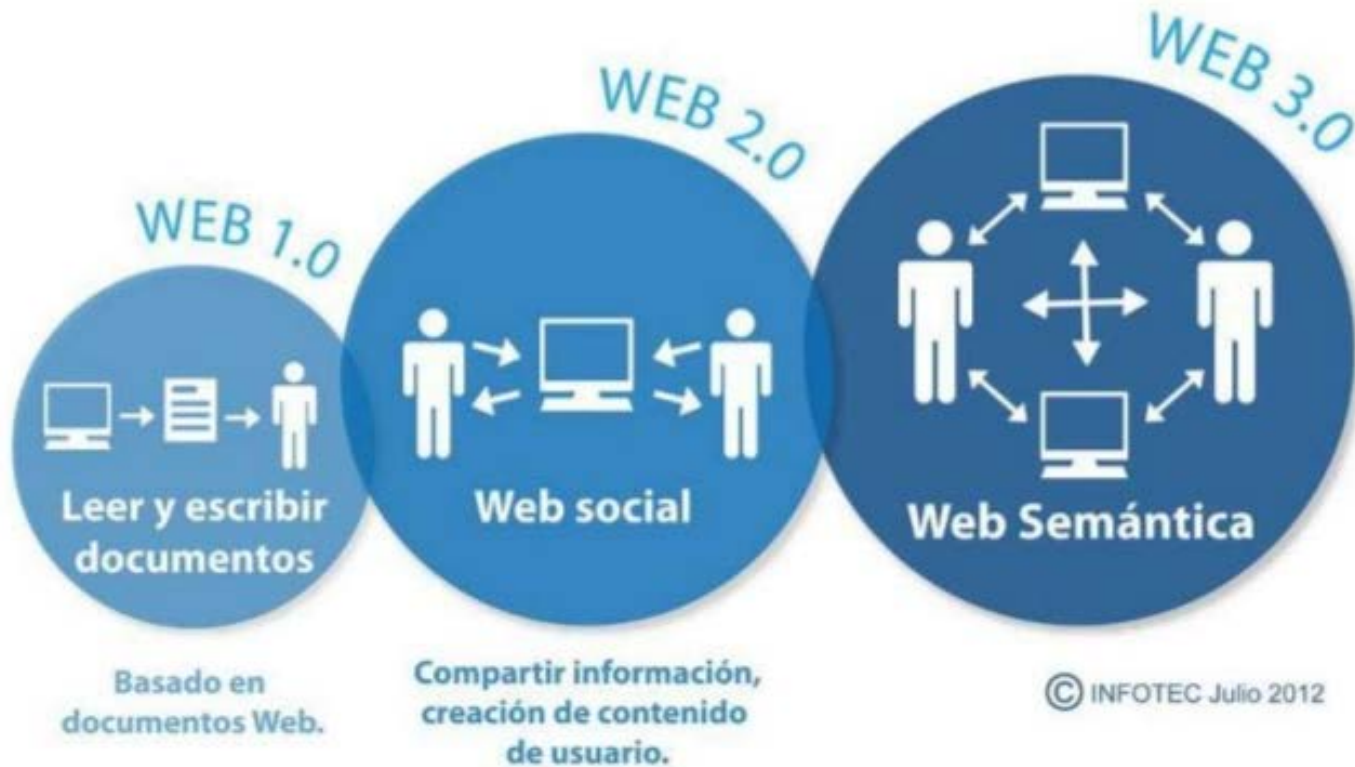 WEB 1.0
Leer y escribir
documentos
Basado en
documentos Web.
WEB 2.0
Web social
Compartir información,
creación de contenido
de usuario.
WEB 3.0
Web Semántica
© INFOTEC Julio 2012